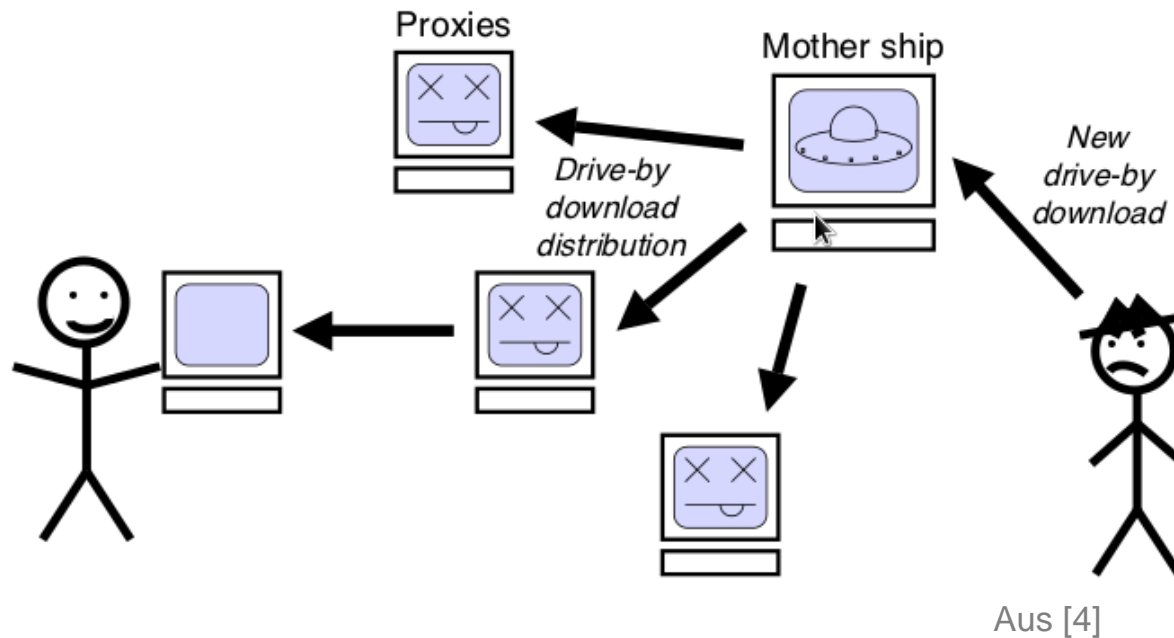 Proxies
Mother ship
New
drive-by
download
Drive-by
download
distribution
Aus [4]